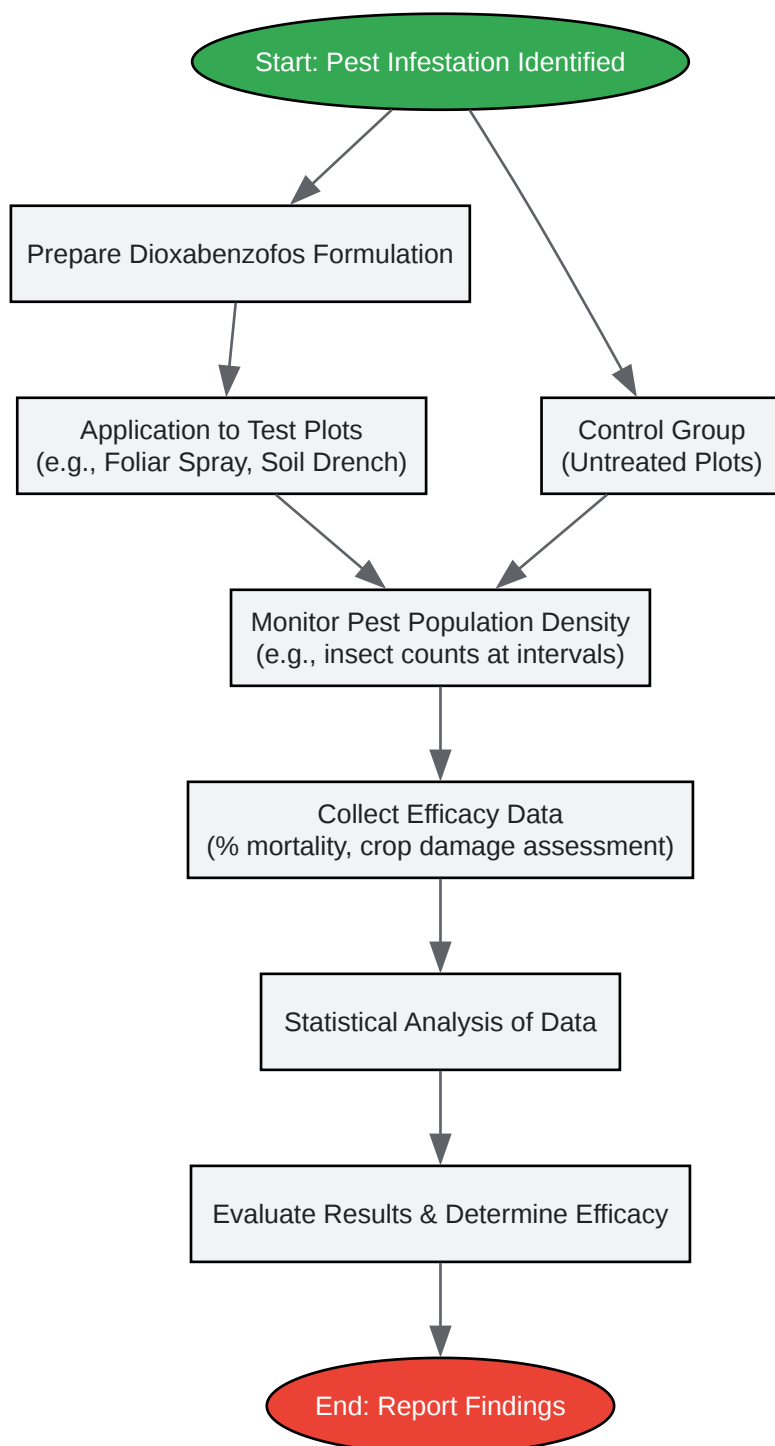 Start: Pest Infestation Identified
Prepare Dioxabenzofos Formulation
Application to Test Plots
(e.g., Foliar Spray, Soil Drench)
Control Group
(Untreated Plots)
Monitor Pest Population Density
(e.g., insect counts at intervals)
Collect Efficacy Data
(% mortality, crop damage assessment)
Statistical Analysis of Data
Evaluate Results & Determine Efficacy
End: Report Findings